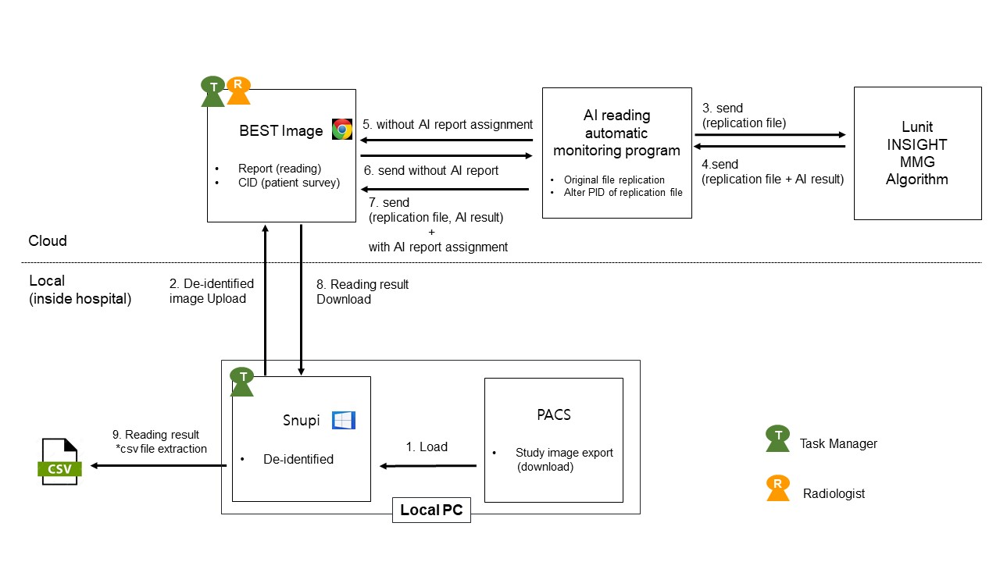 T
R
BEST Image
• Report (reading)
• CID (patient survey)
5. without AI report assignment
6. send without AI report
7. send
(replication file, AI result)
+
with AI report assignment
AI reading
automatic
monitoring program
• Original file replication
• Alter PID of replication file
3. send
(replication file)
4.send
(replication file + AI result)
Lunit
INSIGHT
MMG
Algorithm
Cloud
Local
(inside hospital)
2. De-identified
image Upload
8. Reading result
Download
T
Snupi
• De-identified
1. Load
PACS
• Study image export
(download)
Local PC
9. Reading result
*csv file extraction
CSV
T
Task Manager
R
Radiologist